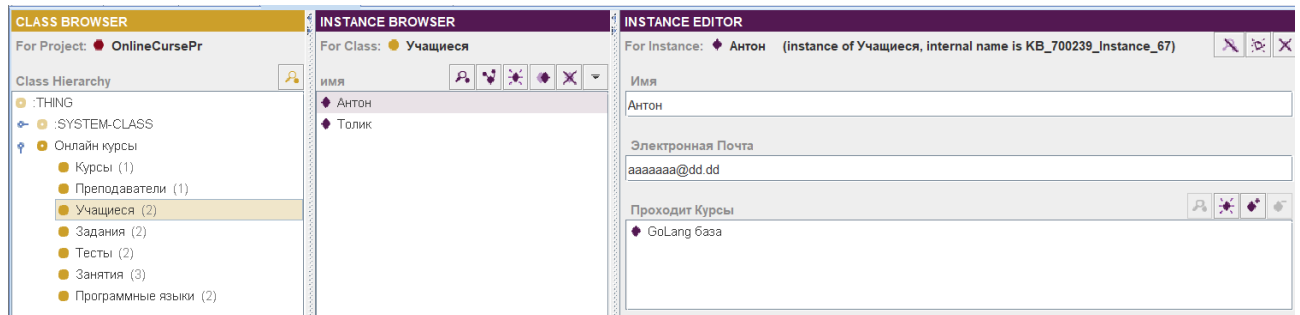 CLASS BROWSER
For Project: OnlineCursePr
Class Hierarchy
:THING
:SYSTEM-CLASS
Онлайн курсы
Курсы (1)
Преподаватели (1)
Учащиеся (2)
Задания (2)
Тесты (2)
Занятия (3)
Программные языки (2)
INSTANCE BROWSER
For Class: Учащиеся
имя
Антон
Толик
INSTANCE EDITOR
For Instance: Антон (instance of Учащиеся, internal name is KB_700239_Instance_67)
Имя
Антон
Электронная Почта
aaaaaaa@dd.dd
Проходит Курсы
GoLang база